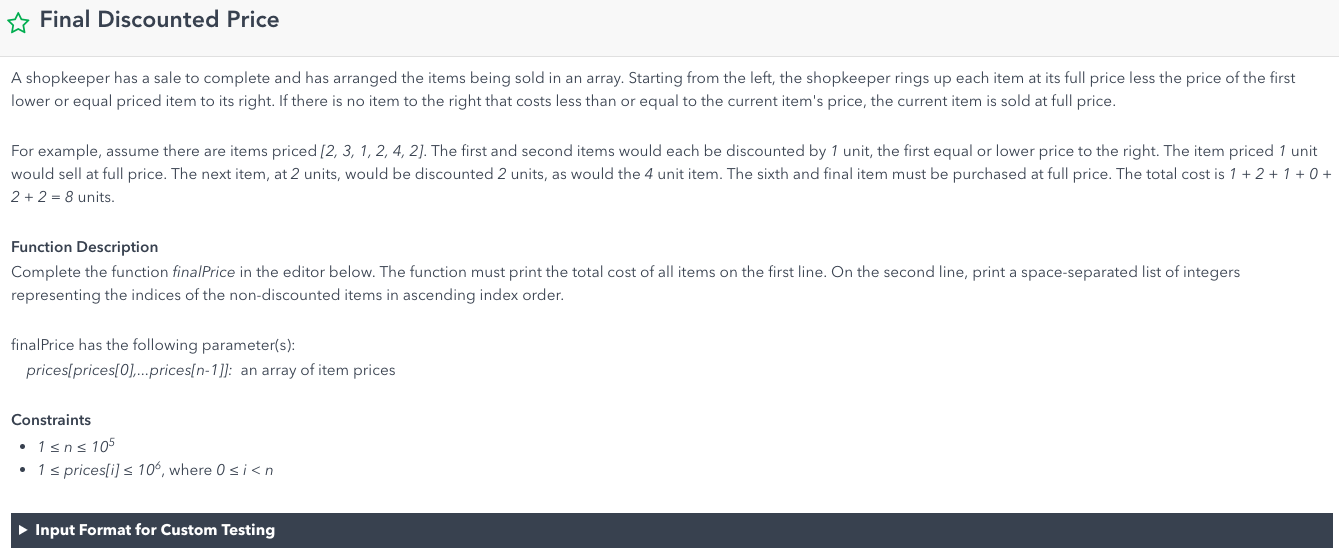 Final Discounted Price
A shopkeeper has a sale to complete and has arranged the items being sold in an array. Starting from the left, the shopkeeper rings up each item at its full price less the price of the first
lower or equal priced item to its right. If there is no item to the right that costs less than or equal to the current item's price, the current item is sold at full price.
For example, assume there are items priced [2, 3, 1, 2, 4, 2]. The first and second items would each be discounted by 1 unit, the first equal or lower price to the right. The item priced 1 unit
would sell at full price. The next item, at 2 units, would be discounted 2 units, as would the 4 unit item. The sixth and final item must be purchased at full price. The total cost is 1 + 2 + 1 + 0 +
2 + 2 = 8 units.
Function Description
Complete the function finalPrice in the editor below. The function must print the total cost of all items on the first line. On the second line, print a space-separated list of integers
representing the indices of the non-discounted items in ascending index order.
finalPrice has the following parameter(s):
prices[prices[0],...prices[n-1]]: an array of item prices
Constraints
• 1 ≤ n ≤ 10⁵
• 1 ≤ prices[i] ≤ 10⁶, where 0 ≤ i < n
Input Format for Custom Testing